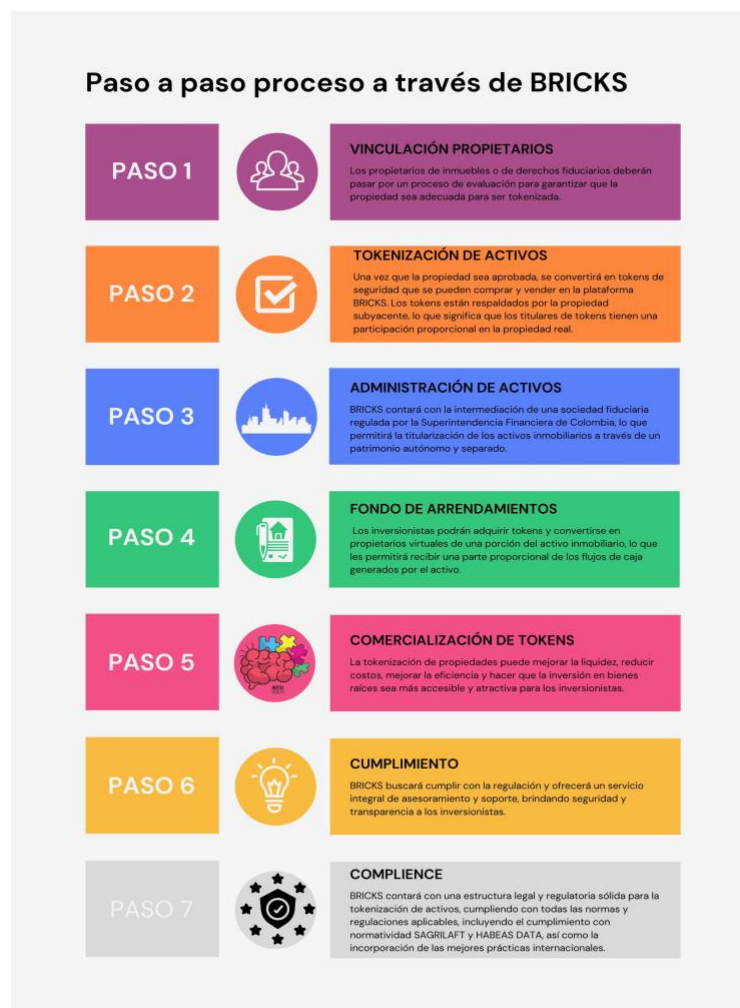 Paso a paso proceso a través de BRICKS
PASO 1
VINCULACIÓN PROPIETARIOS
Los propietarios de inmuebles o de derechos fiduciarios deberán
pasar por un proceso de evaluación para garantizar que la
propiedad sea adecuada para ser tokenizada.
PASO 2
TOKENIZACIÓN DE ACTIVOS
Una vez que la propiedad sea aprobada, se convertirá en tokens de
seguridad que se pueden comprar y vender en la plataforma
BRICKS. Los tokens están respaldados por la propiedad
subyacente, lo que significa que los titulares de tokens tienen una
participación proporcional en la propiedad real.
PASO 3
ADMINISTRACIÓN DE ACTIVOS
BRICKS contará con la intermediación de una sociedad fiduciaria
regulada por la Superintendencia Financiera de Colombia, lo que
permitirá la titularización de los activos inmobiliarios a través de un
patrimonio autónomo y separado.
PASO 4
FONDO DE ARRENDAMIENTOS
Los inversionistas podrán adquirir tokens y convertirse en
propietarios virtuales de una porción del activo inmobiliario, lo que
les permitirá recibir una parte proporcional de los flujos de caja
generados por el activo.
PASO 5
COMERCIALIZACIÓN DE TOKENS
La tokenización de propiedades puede mejorar la liquidez, reducir
costos, mejorar la eficiencia y hacer que la inversión en bienes
raíces sea más accesible y atractiva para los inversionistas.
PASO 6
CUMPLIMIENTO
BRICKS buscará cumplir con la regulación y ofrecerá un servicio
integral de asesoramiento y soporte, brindando seguridad y
transparencia a los inversionistas.
PASO 7
COMPLIENCE
BRICKS contará con una estructura legal y regulatoria sólida para la
tokenización de activos, cumpliendo con todas las normas y
regulaciones aplicables, incluyendo el cumplimiento con
normatividad SAGRILAFT y HABEAS DATA, así como la
incorporación de las mejores prácticas internacionales.